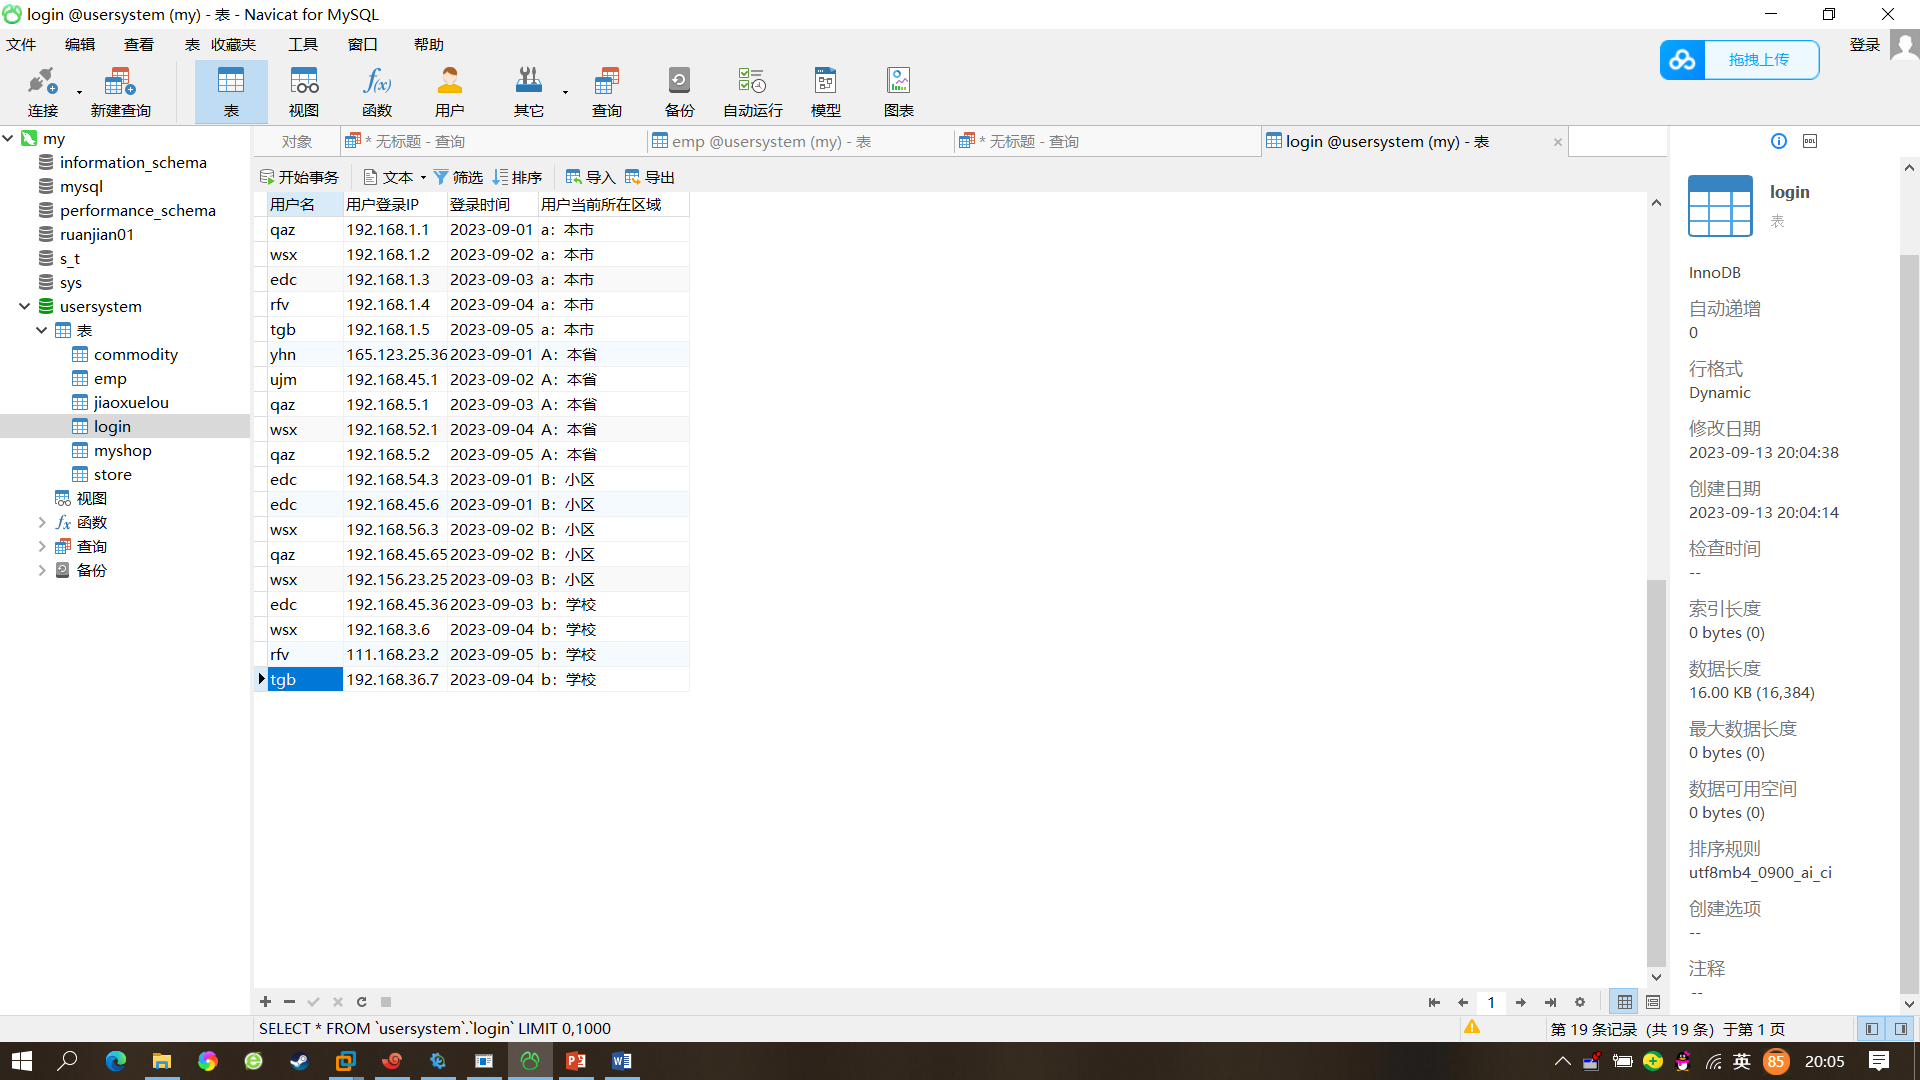 login @usersystem (my) - 表 - Navicat for MySQL
文件 编辑 查看 表 收藏夹 工具 窗口 帮助
登录
拖拽上传
连接 新建查询 表 视图 函数 用户 其它 查询 备份 自动运行 模型 图表
my
information_schema
mysql
performance_schema
ruanjian01
s_t
sys
usersystem
表
commodity
emp
jiaoxuelou
login
myshop
store
视图
函数
查询
备份
对象 * 无标题 - 查询 emp @usersystem (my) - 表 * 无标题 - 查询 login @usersystem (my) - 表
开始事务 文本 筛选 排序 导入 导出
用户名 用户登录IP 登录时间 用户当前所在区域
qaz 192.168.1.1 2023-09-01 a：本市
wsx 192.168.1.2 2023-09-02 a：本市
edc 192.168.1.3 2023-09-03 a：本市
rfv 192.168.1.4 2023-09-04 a：本市
tgb 192.168.1.5 2023-09-05 a：本市
yhn 165.123.25.36 2023-09-01 A：本省
ujm 192.168.45.1 2023-09-02 A：本省
qaz 192.168.5.1 2023-09-03 A：本省
wsx 192.168.52.1 2023-09-04 A：本省
qaz 192.168.5.2 2023-09-05 A：本省
edc 192.168.54.3 2023-09-01 B：小区
edc 192.168.45.6 2023-09-01 B：小区
wsx 192.168.56.3 2023-09-02 B：小区
qaz 192.168.45.65 2023-09-02 B：小区
wsx 192.156.23.25 2023-09-03 B：小区
edc 192.168.45.36 2023-09-03 b：学校
wsx 192.168.3.6 2023-09-04 b：学校
rfv 111.168.23.2 2023-09-05 b：学校
tgb 192.168.36.7 2023-09-04 b：学校
1
SELECT * FROM `usersystem`.`login` LIMIT 0,1000
第 19 条记录 (共 19 条) 于第 1 页
DDL
login
表
InnoDB
自动递增
0
行格式
Dynamic
修改日期
2023-09-13 20:04:38
创建日期
2023-09-13 20:04:14
检查时间
--
索引长度
0 bytes (0)
数据长度
16.00 KB (16,384)
最大数据长度
0 bytes (0)
数据可用空间
0 bytes (0)
排序规则
utf8mb4_0900_ai_ci
创建选项
--
注释
--
英 85 20:05